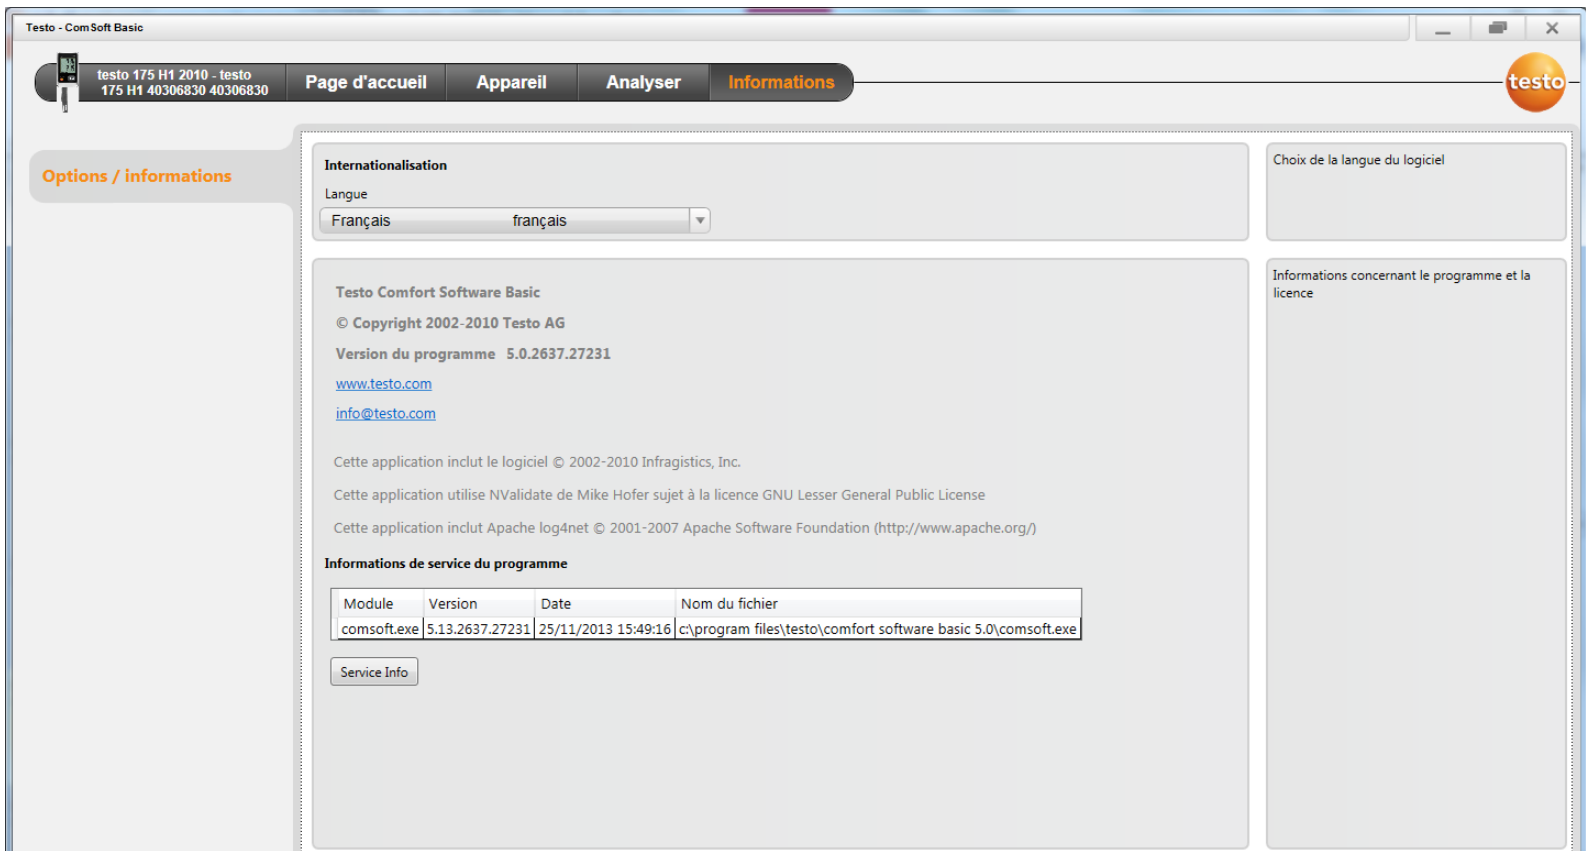 Testo - ComSoft Basic
testo 175 H1 2010 - testo
175 H1 40306830 40306830
Page d'accueil
Appareil
Analyser
Informations
testo
Options / informations
Internationalisation
Langue
Français français
Choix de la langue du logiciel
Testo Comfort Software Basic
© Copyright 2002-2010 Testo AG
Version du programme 5.0.2637.27231
www.testo.com
info@testo.com
Cette application inclut le logiciel © 2002-2010 Infragistics, Inc.
Cette application utilise NValidate de Mike Hofer sujet à la licence GNU Lesser General Public License
Cette application inclut Apache log4net © 2001-2007 Apache Software Foundation (http://www.apache.org/)
Informations de service du programme
Module Version Date Nom du fichier
comsoft.exe 5.13.2637.27231 25/11/2013 15:49:16 c:\program files\testo\comfort software basic 5.0\comsoft.exe
Service Info
Informations concernant le programme et la
licence